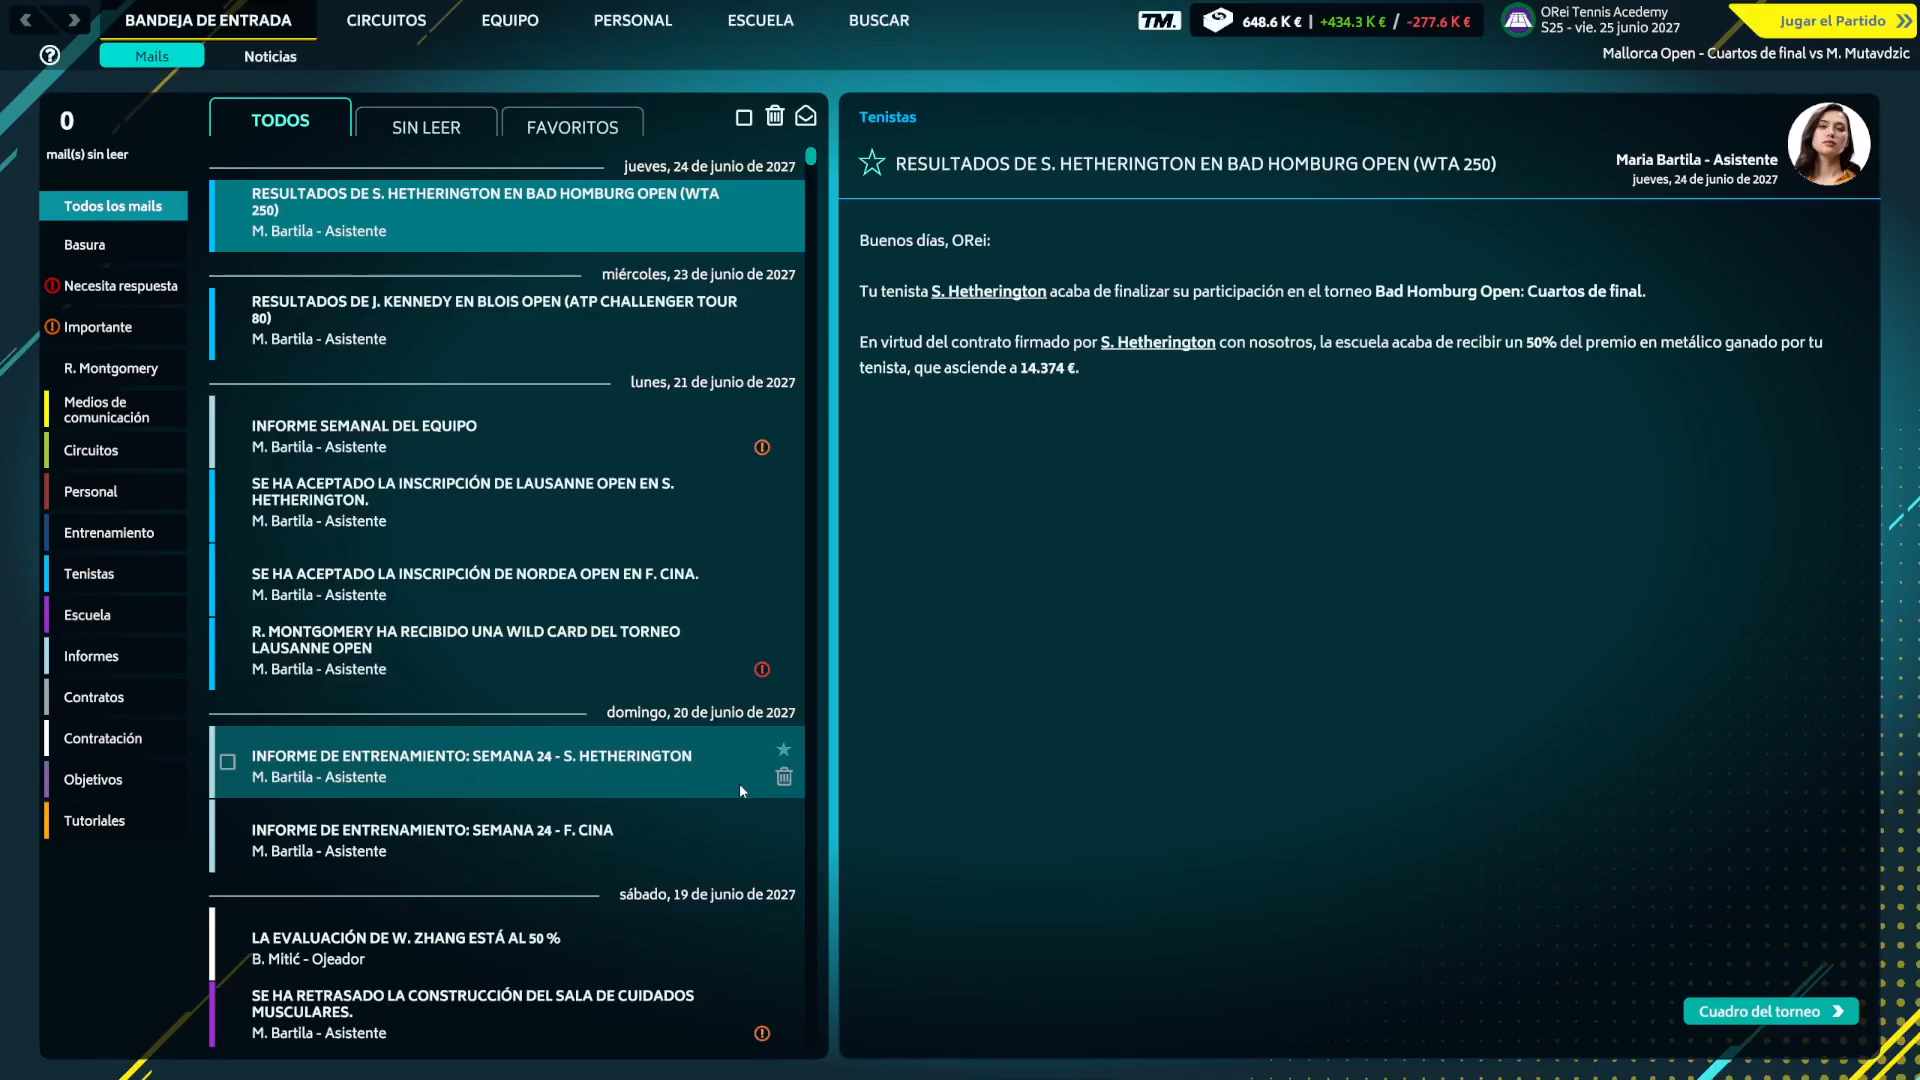 BANDEJA DE ENTRADA
CIRCUITOS
EQUIPO
PERSONAL
ESCUELA
BUSCAR
TM.
648.6 K € | +434.3 K € / -277.6 K €
ORei Tennis Acedemy
S25 - vie. 25 junio 2027
Jugar el Partido
Mails
Noticias
Mallorca Open - Cuartos de final vs M. Mutavdzic
0
mail(s) sin leer
Todos los mails
Basura
Necesita respuesta
Importante
R. Montgomery
Medios de
comunicación
Circuitos
Personal
Entrenamiento
Tenistas
Escuela
Informes
Contratos
Contratación
Objetivos
Tutoriales
TODOS
SIN LEER
FAVORITOS
jueves, 24 de junio de 2027
RESULTADOS DE S. HETHERINGTON EN BAD HOMBURG OPEN (WTA
250)
M. Bartila - Asistente
miércoles, 23 de junio de 2027
RESULTADOS DE J. KENNEDY EN BLOIS OPEN (ATP CHALLENGER TOUR
80)
M. Bartila - Asistente
lunes, 21 de junio de 2027
INFORME SEMANAL DEL EQUIPO
M. Bartila - Asistente
SE HA ACEPTADO LA INSCRIPCIÓN DE LAUSANNE OPEN EN S.
HETHERINGTON.
M. Bartila - Asistente
SE HA ACEPTADO LA INSCRIPCIÓN DE NORDEA OPEN EN F. CINA.
M. Bartila - Asistente
R. MONTGOMERY HA RECIBIDO UNA WILD CARD DEL TORNEO
LAUSANNE OPEN
M. Bartila - Asistente
domingo, 20 de junio de 2027
INFORME DE ENTRENAMIENTO: SEMANA 24 - S. HETHERINGTON
M. Bartila - Asistente
INFORME DE ENTRENAMIENTO: SEMANA 24 - F. CINA
M. Bartila - Asistente
sábado, 19 de junio de 2027
LA EVALUACIÓN DE W. ZHANG ESTÁ AL 50 %
B. Mitić - Ojeador
SE HA RETRASADO LA CONSTRUCCIÓN DEL SALA DE CUIDADOS
MUSCULARES.
M. Bartila - Asistente
Tenistas
RESULTADOS DE S. HETHERINGTON EN BAD HOMBURG OPEN (WTA 250)
Maria Bartila - Asistente
jueves, 24 de junio de 2027
Buenos días, ORei:
Tu tenista S. Hetherington acaba de finalizar su participación en el torneo Bad Homburg Open: Cuartos de final.
En virtud del contrato firmado por S. Hetherington con nosotros, la escuela acaba de recibir un 50% del premio en metálico ganado por tu
tenista, que asciende a 14.374 €.
Cuadro del torneo